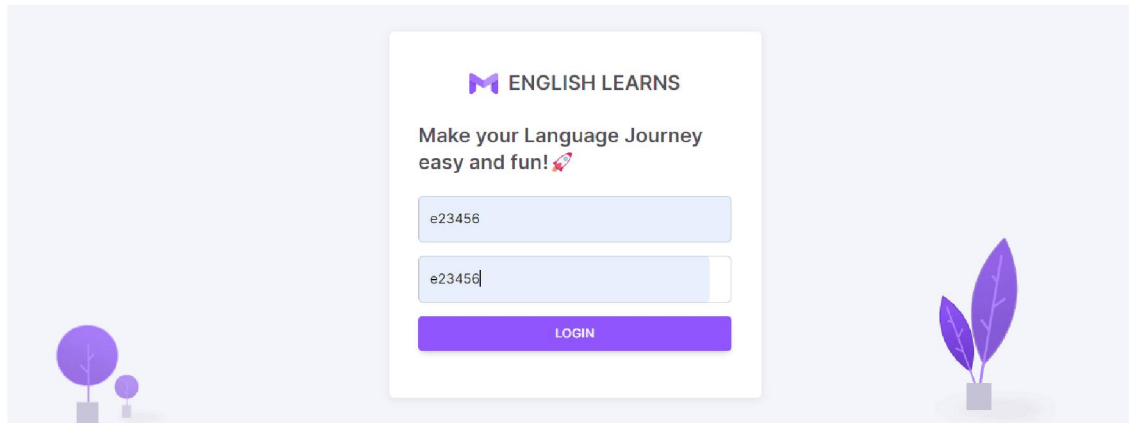 ENGLISH LEARNS
Make your Language Journey
easy and fun!🚀
e23456
e23456
LOGIN